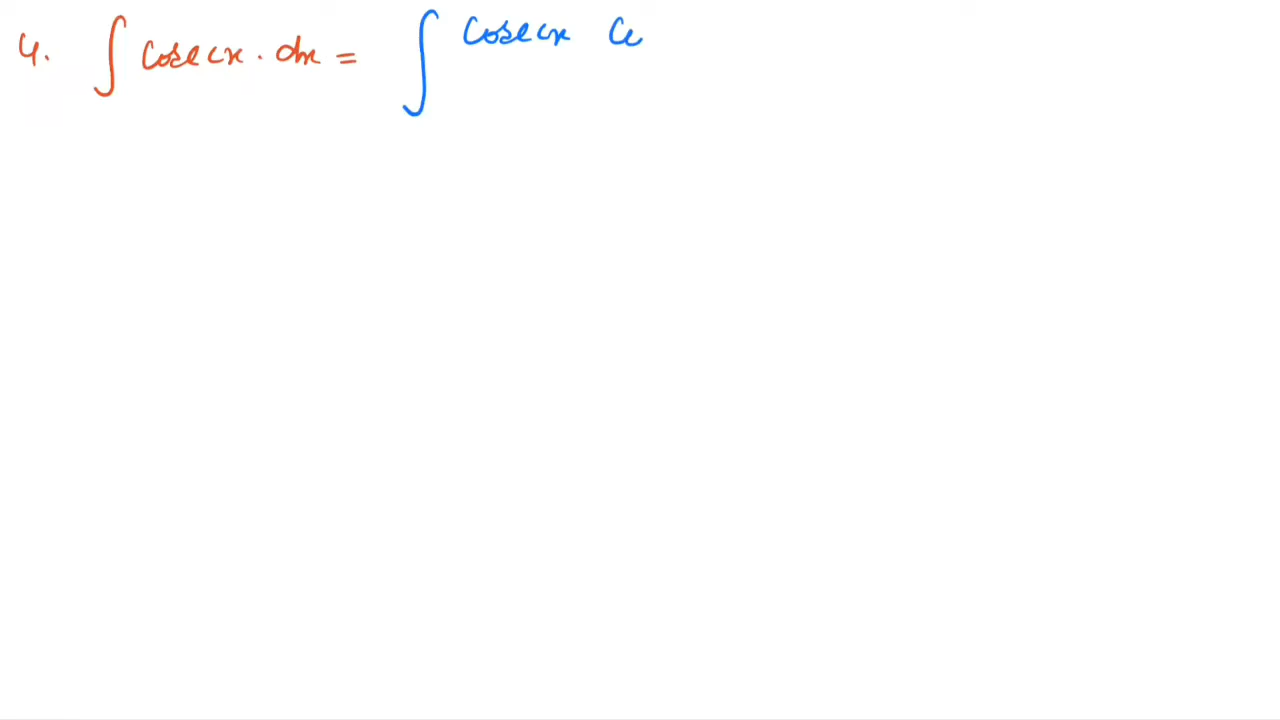 4. ∫ Cosecx . dx = ∫ Cosecx